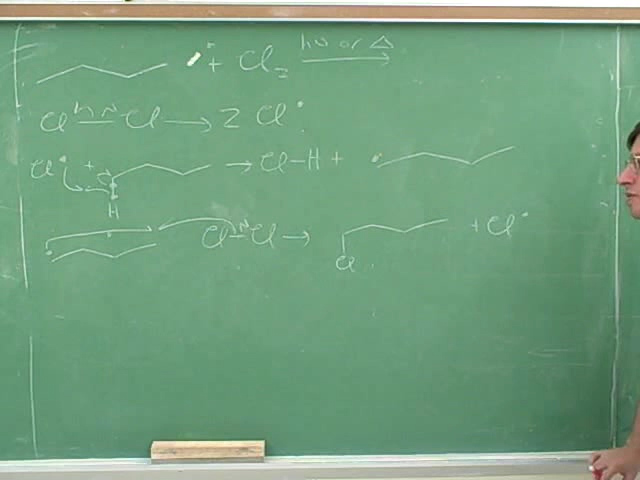 + Cl₂ hν or Δ →
Cl — Cl → 2 Cl•
Cl• + H → Cl-H + •
Cl-Cl → Cl + Cl•